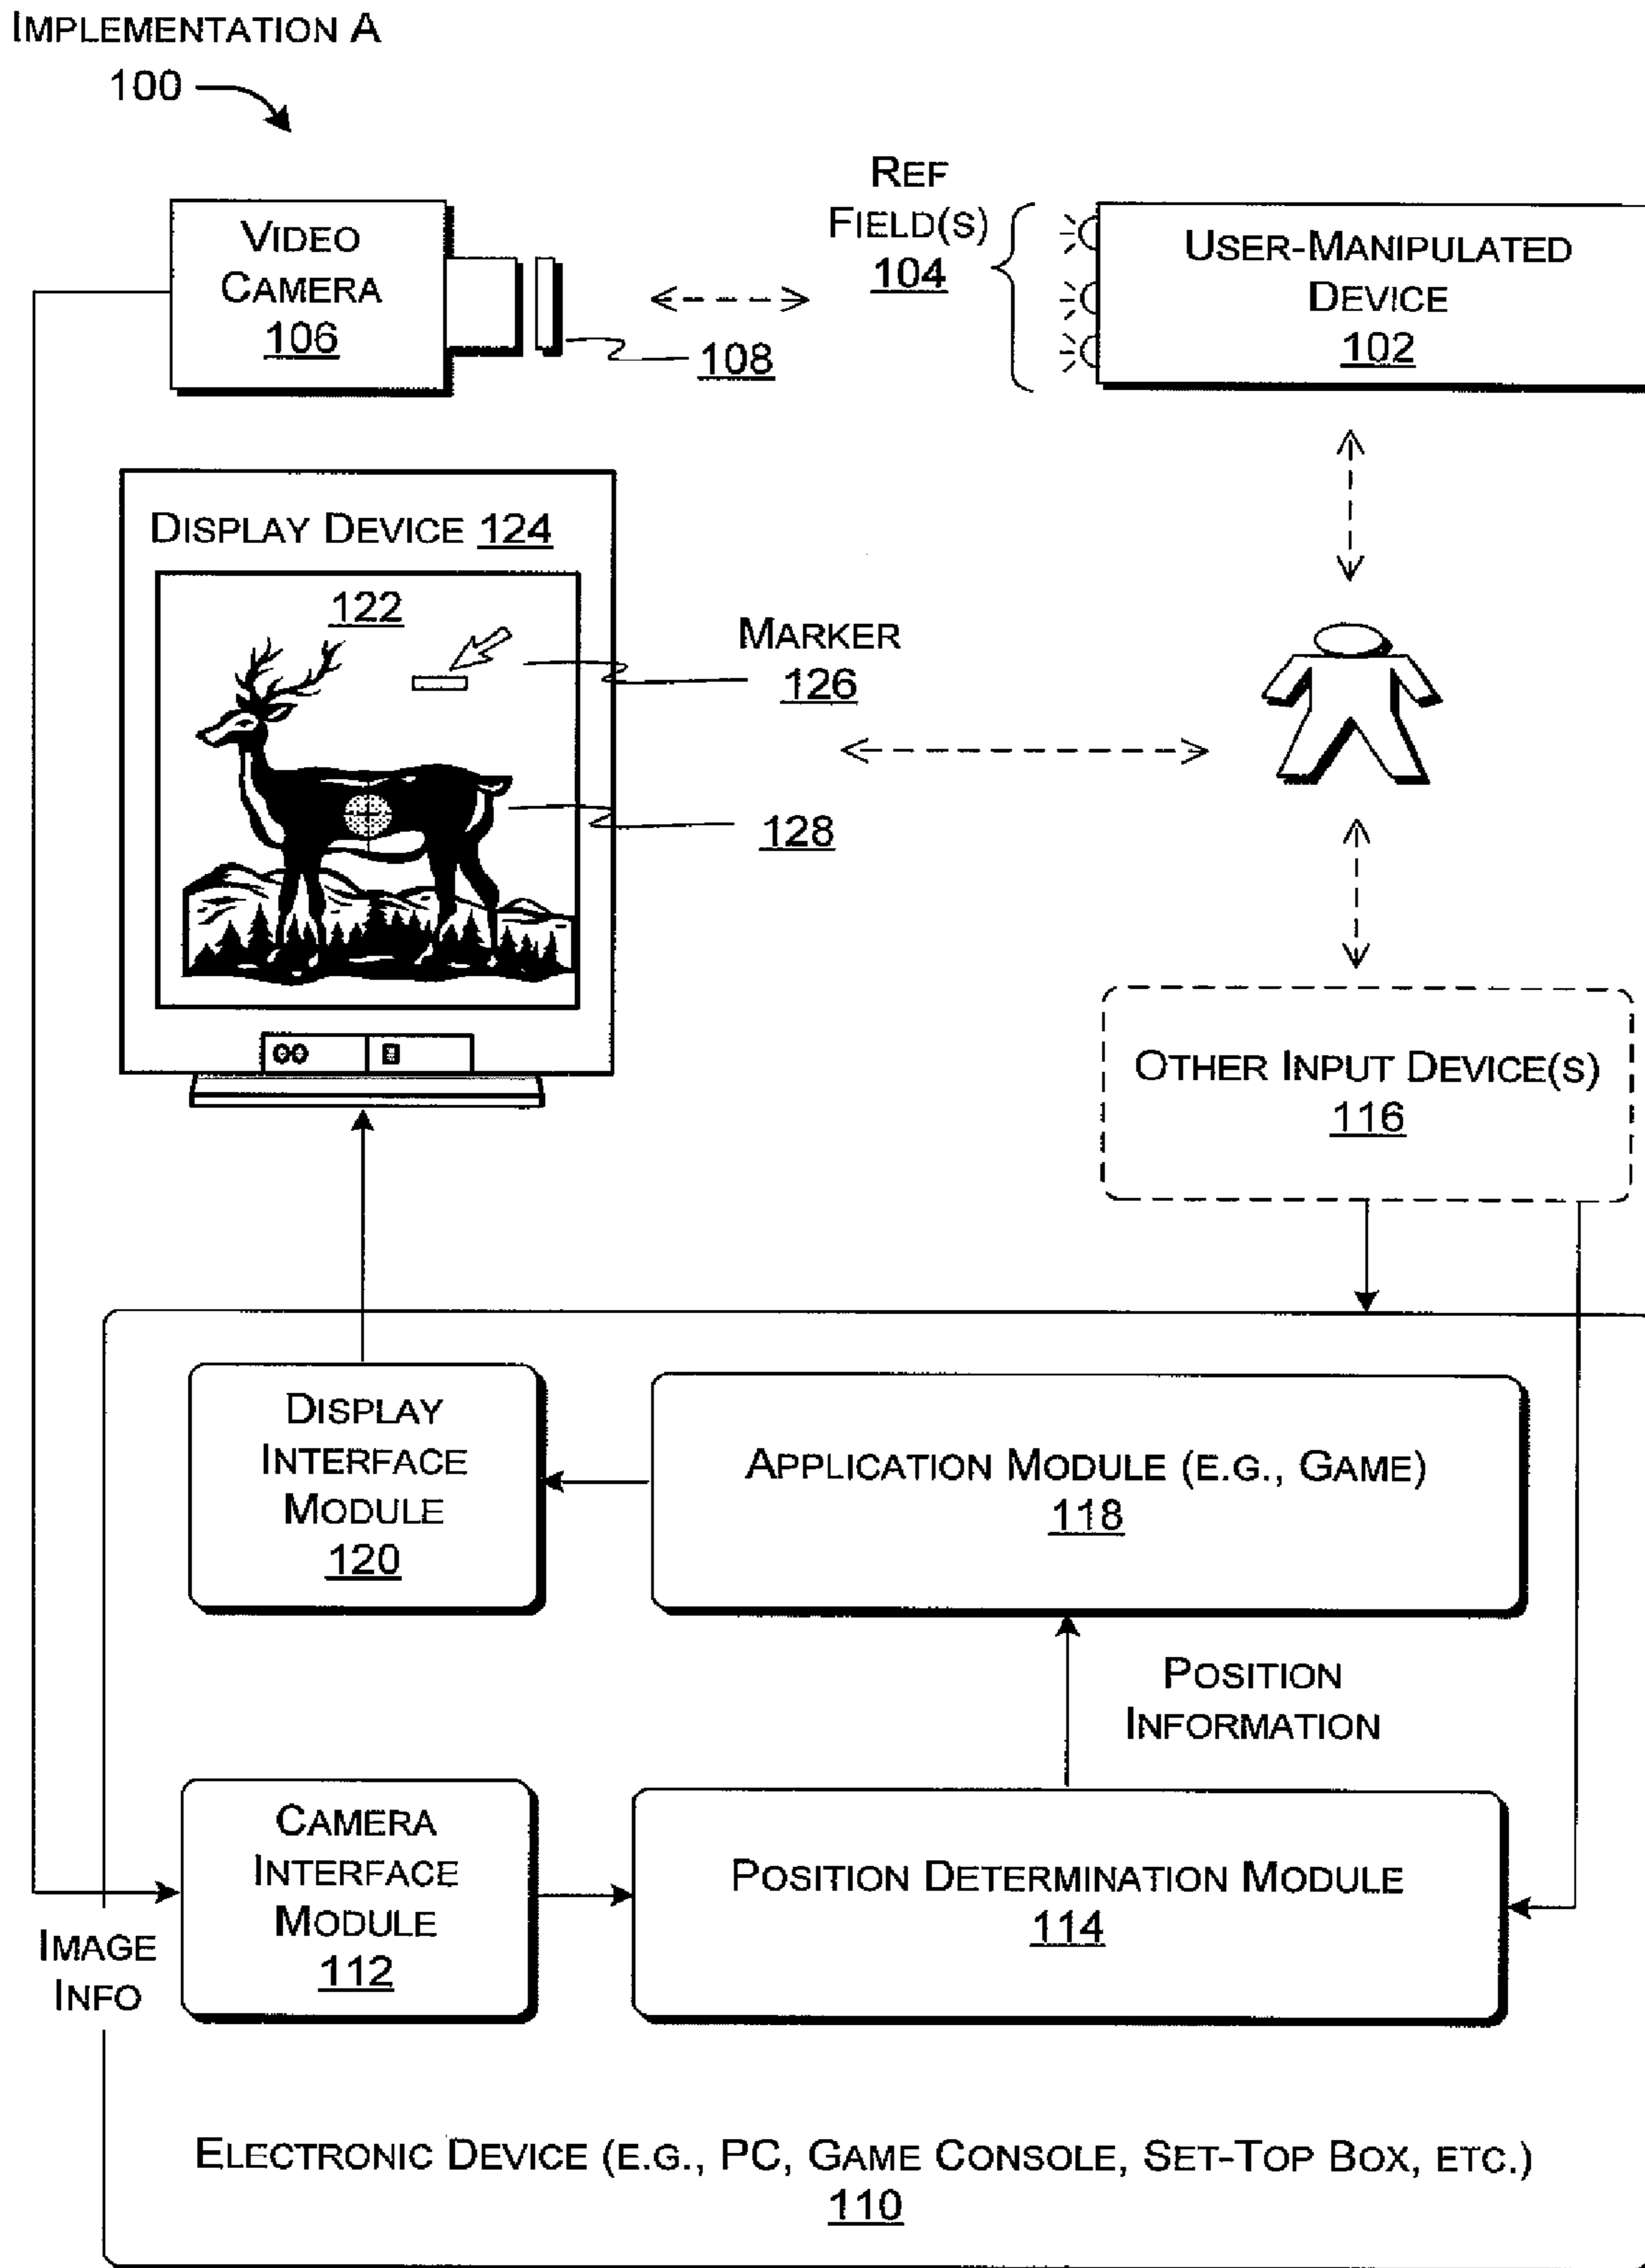 IMPLEMENTATION A
100
VIDEO
CAMERA
106
108
REF
FIELD(S)
104
USER-MANIPULATED
DEVICE
102
DISPLAY DEVICE 124
122
MARKER
126
128
OTHER INPUT DEVICE(S)
116
DISPLAY
INTERFACE
MODULE
120
APPLICATION MODULE (E.G., GAME)
118
POSITION
INFORMATION
CAMERA
INTERFACE
MODULE
112
POSITION DETERMINATION MODULE
114
IMAGE
INFO
ELECTRONIC DEVICE (E.G., PC, GAME CONSOLE, SET-TOP BOX, ETC.)
110